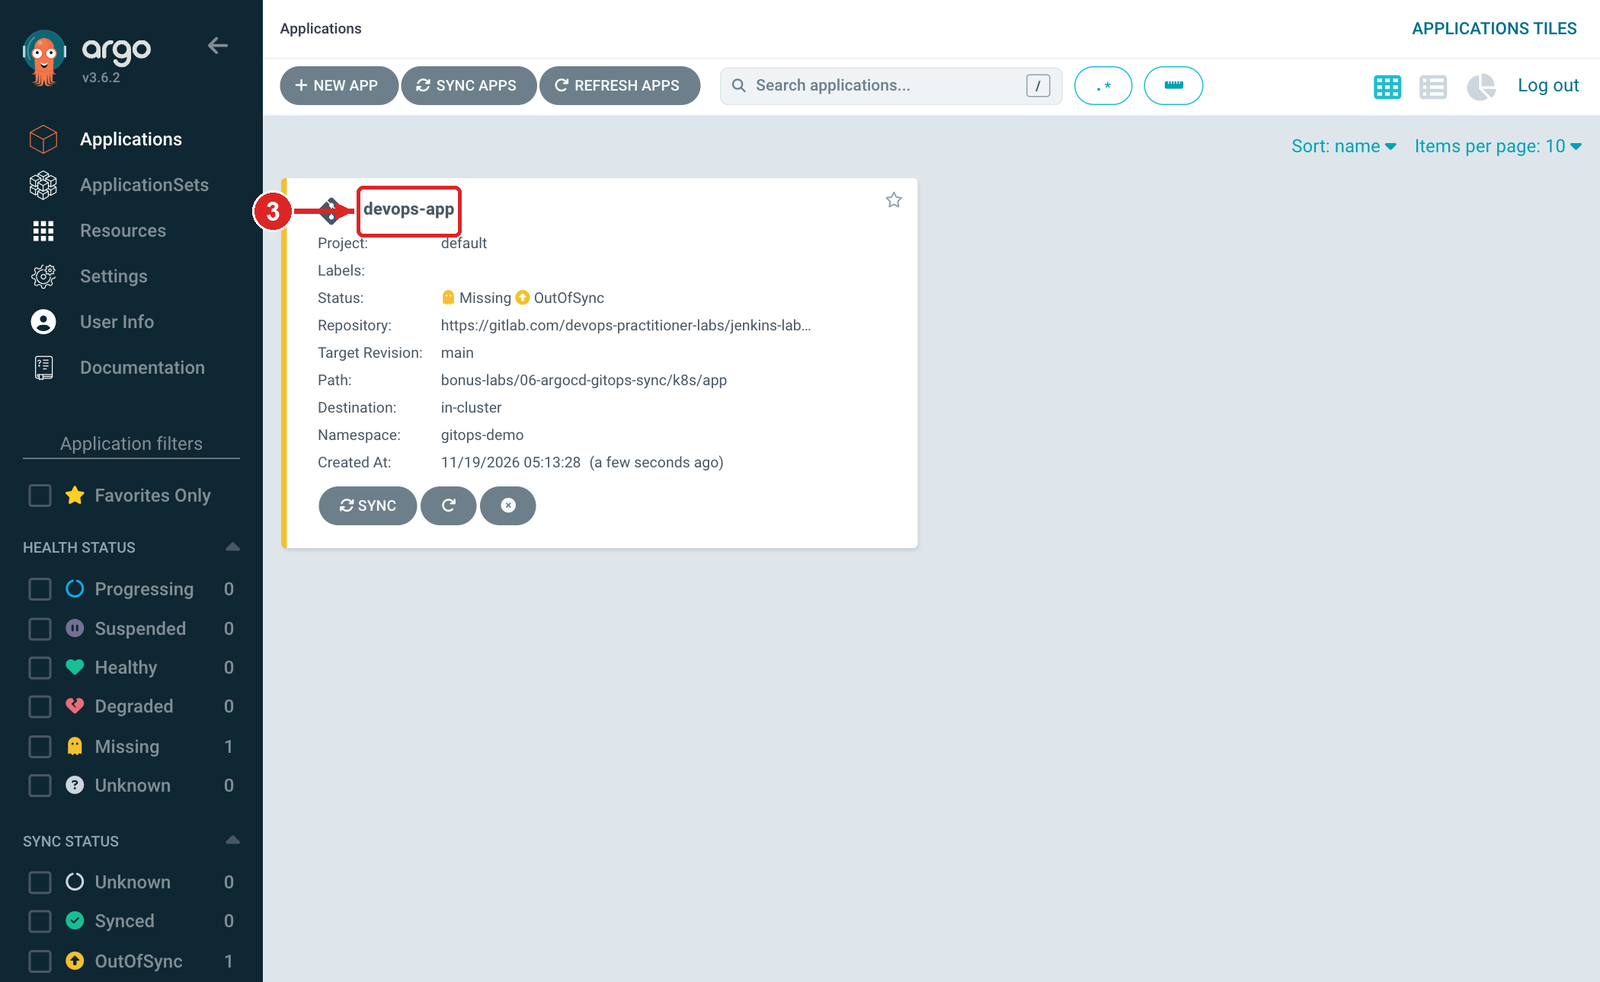 argo
v3.6.2
Applications
ApplicationSets
Resources
Settings
User Info
Documentation
Application filters
Favorites Only
HEALTH STATUS
Progressing 0
Suspended 0
Healthy 0
Degraded 0
Missing 1
Unknown 0
SYNC STATUS
Unknown 0
Synced 0
OutOfSync 1
Applications
APPLICATIONS TILES
+ NEW APP SYNC APPS REFRESH APPS Search applications... / .* Log out
Sort: name Items per page: 10
3 devops-app
Project: default
Labels:
Status: Missing OutOfSync
Repository: https://gitlab.com/devops-practitioner-labs/jenkins-lab...
Target Revision: main
Path: bonus-labs/06-argocd-gitops-sync/k8s/app
Destination: in-cluster
Namespace: gitops-demo
Created At: 11/19/2026 05:13:28 (a few seconds ago)
SYNC